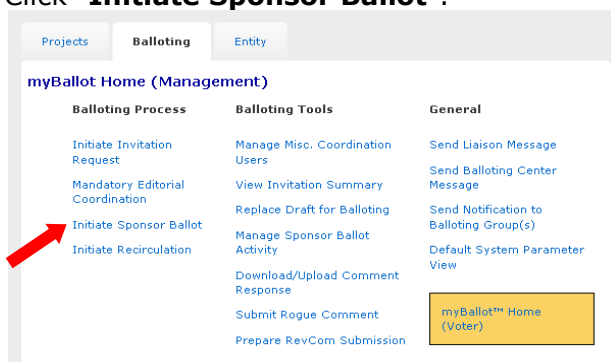 Click "Initiate Sponsor Ballot".
Projects Balloting Entity
myBallot Home (Management)
Balloting Process
Initiate Invitation
Request
Mandatory Editorial
Coordination
Initiate Sponsor Ballot
Initiate Recirculation
Balloting Tools
Manage Misc. Coordination
Users
View Invitation Summary
Replace Draft for Balloting
Manage Sponsor Ballot
Activity
Download/Upload Comment
Response
Submit Rogue Comment
Prepare RevCom Submission
General
Send Liaison Message
Send Balloting Center
Message
Send Notification to
Balloting Group(s)
Default System Parameter
View
myBallot™ Home
(Voter)